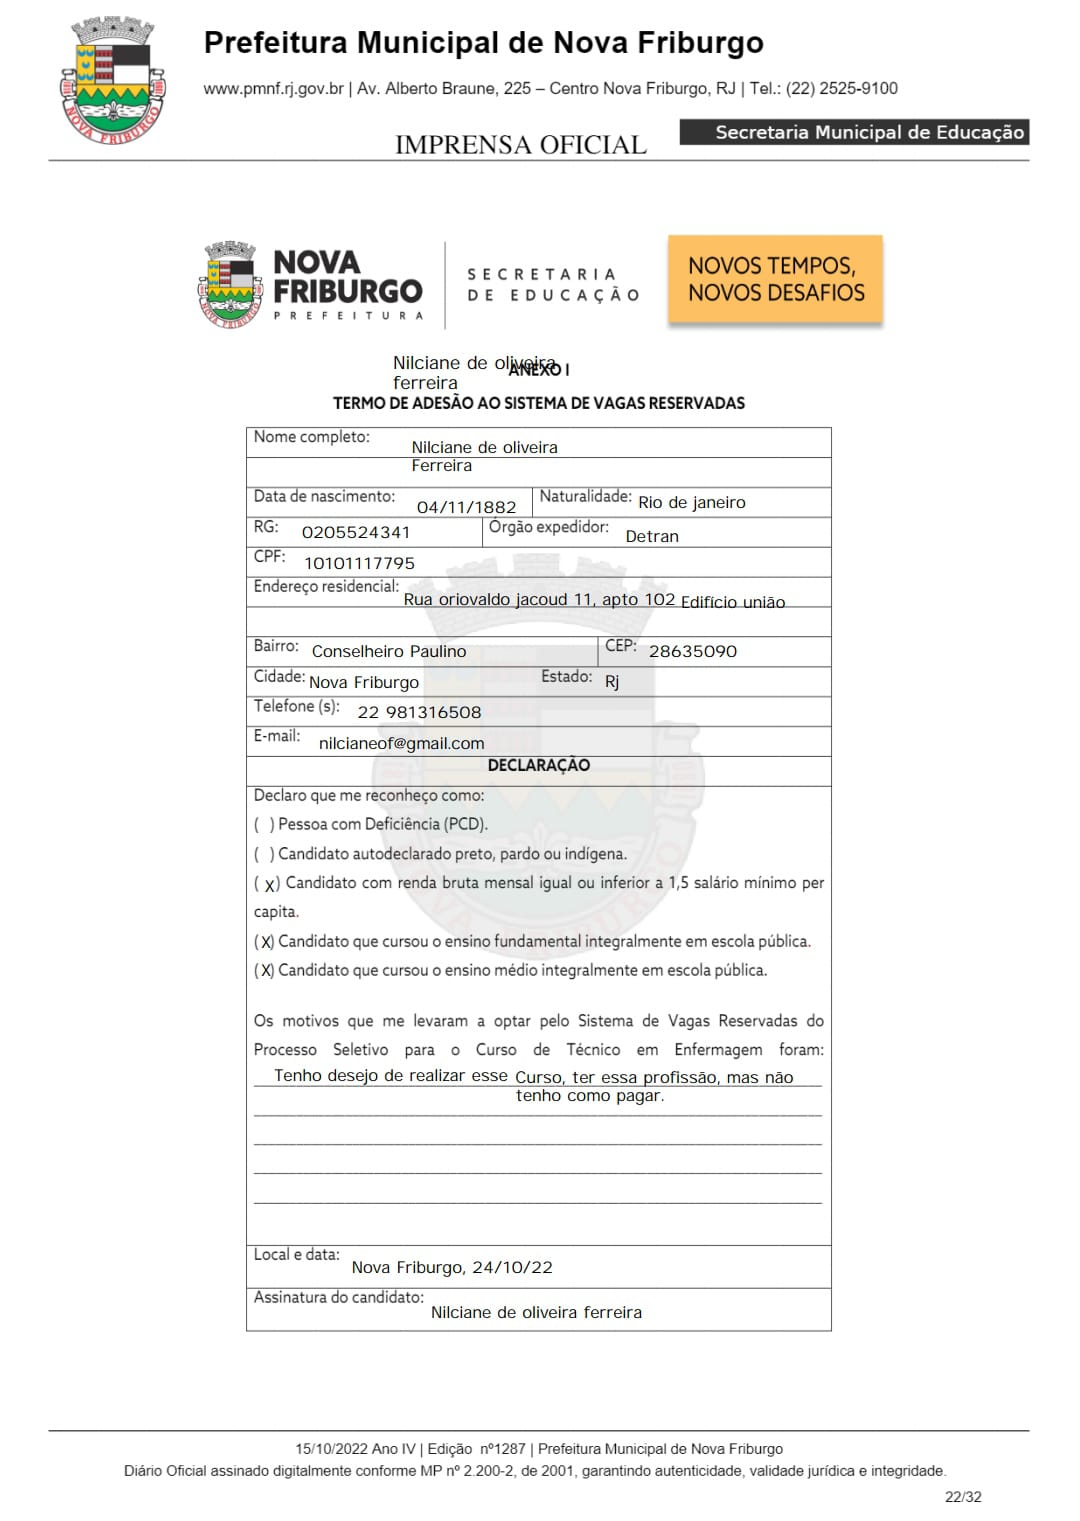 Prefeitura Municipal de Nova Friburgo
www.pmnf.rj.gov.br | Av. Alberto Braune, 225 – Centro Nova Friburgo, RJ | Tel.: (22) 2525-9100
IMPRENSA OFICIAL
Secretaria Municipal de Educação
NOVA FRIBURGO
NOVA
FRIBURGO
PREFEITURA
NOVA FRIBURGO
SECRETARIA
DE EDUCAÇÃO
NOVOS TEMPOS,
NOVOS DESAFIOS
Nilciane de oliveira
ferreira
ANEXO I
TERMO DE ADESÃO AO SISTEMA DE VAGAS RESERVADAS
Nome completo: Nilciane de oliveira
Ferreira
Data de nascimento: 04/11/1882 Naturalidade: Rio de janeiro
RG: 0205524341 Órgão expedidor: Detran
CPF: 10101117795
Endereço residencial: Rua oriovaldo jacoud 11, apto 102 Edifício união
Bairro: Conselheiro Paulino CEP: 28635090
Cidade: Nova Friburgo Estado: Rj
Telefone (s): 22 981316508
E-mail: nilcianeof@gmail.com
DECLARAÇÃO
Declaro que me reconheço como:
( ) Pessoa com Deficiência (PCD).
( ) Candidato autodeclarado preto, pardo ou indígena.
( x) Candidato com renda bruta mensal igual ou inferior a 1,5 salário mínimo per
capita.
(X) Candidato que cursou o ensino fundamental integralmente em escola pública.
(X) Candidato que cursou o ensino médio integralmente em escola pública.
NOVA FRIBURGO
Os motivos que me levaram a optar pelo Sistema de Vagas Reservadas do
Processo Seletivo para o Curso de Técnico em Enfermagem foram:
Tenho desejo de realizar esse Curso, ter essa profissão, mas não
tenho como pagar.
Local e data: Nova Friburgo, 24/10/22
Assinatura do candidato: Nilciane de oliveira ferreira
15/10/2022 Ano IV | Edição nº1287 | Prefeitura Municipal de Nova Friburgo
Diário Oficial assinado digitalmente conforme MP nº 2.200-2, de 2001, garantindo autenticidade, validade jurídica e integridade.
22/32